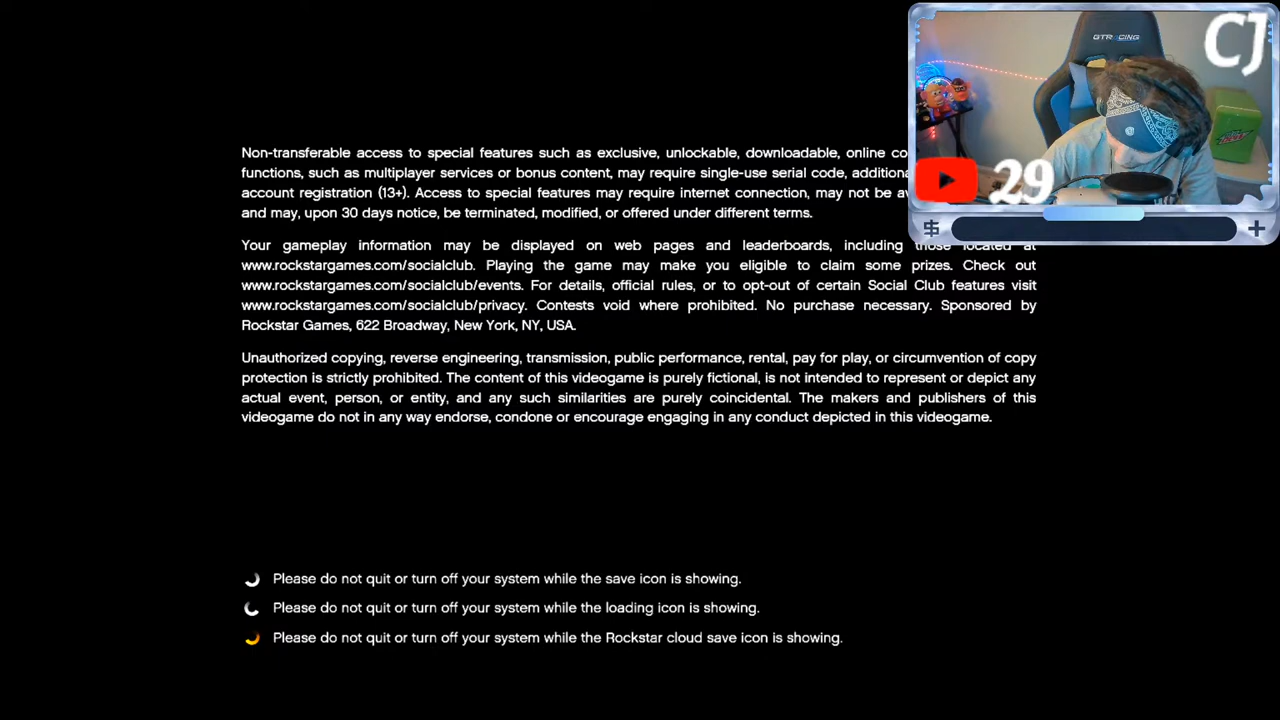 GTRACING
CJ
Non-transferable access to special features such as exclusive, unlockable, downloadable, online
functions, such as multiplayer services or bonus content, may require single-use serial code,
account registration (13+). Access to special features may require internet connection, may not be
and may, upon 30 days notice, be terminated, modified, or offered under different terms.
29
Your gameplay information may be displayed on web pages and leaderboards, including those located at
www.rockstargames.com/socialclub. Playing the game may make you eligible to claim some prizes. Check out
www.rockstargames.com/socialclub/events. For details, official rules, or to opt-out of certain Social Club features visit
www.rockstargames.com/socialclub/privacy. Contests void where prohibited. No purchase necessary. Sponsored by
Rockstar Games, 622 Broadway, New York, NY, USA.
Unauthorized copying, reverse engineering, transmission, public performance, rental, pay for play, or circumvention of copy
protection is strictly prohibited. The content of this videogame is purely fictional, is not intended to represent or depict any
actual event, person, or entity, and any such similarities are purely coincidental. The makers and publishers of this
videogame do not in any way endorse, condone or encourage engaging in any conduct depicted in this videogame.
Please do not quit or turn off your system while the save icon is showing.
Please do not quit or turn off your system while the loading icon is showing.
Please do not quit or turn off your system while the Rockstar cloud save icon is showing.